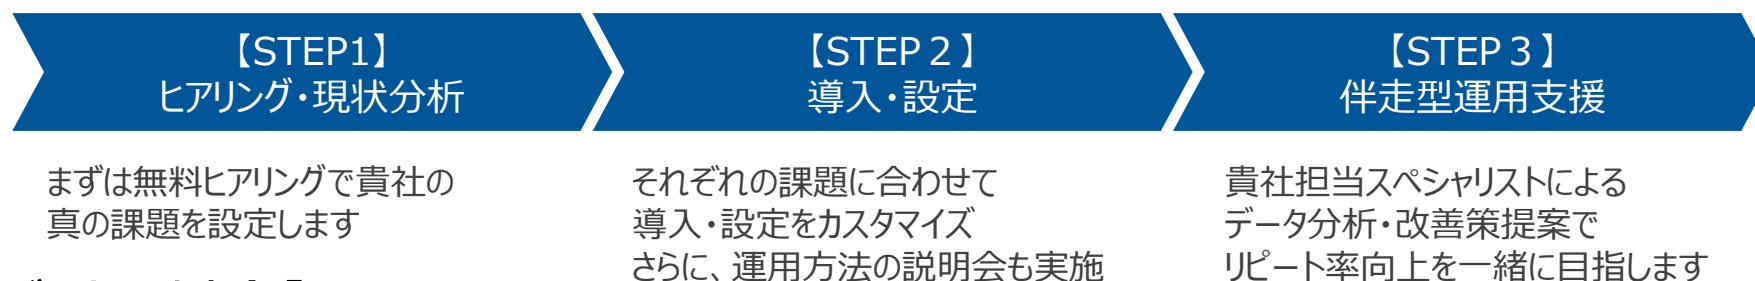 【STEP1】
ヒアリング・現状分析
まずは無料ヒアリングで貴社の
真の課題を設定します
【STEP２】
導入・設定
それぞれの課題に合わせて
導入・設定をカスタマイズ
さらに、運用方法の説明会も実施
【STEP３】
伴走型運用支援
貴社担当スペシャリストによる
データ分析・改善策提案で
リピート率向上を一緒に目指します